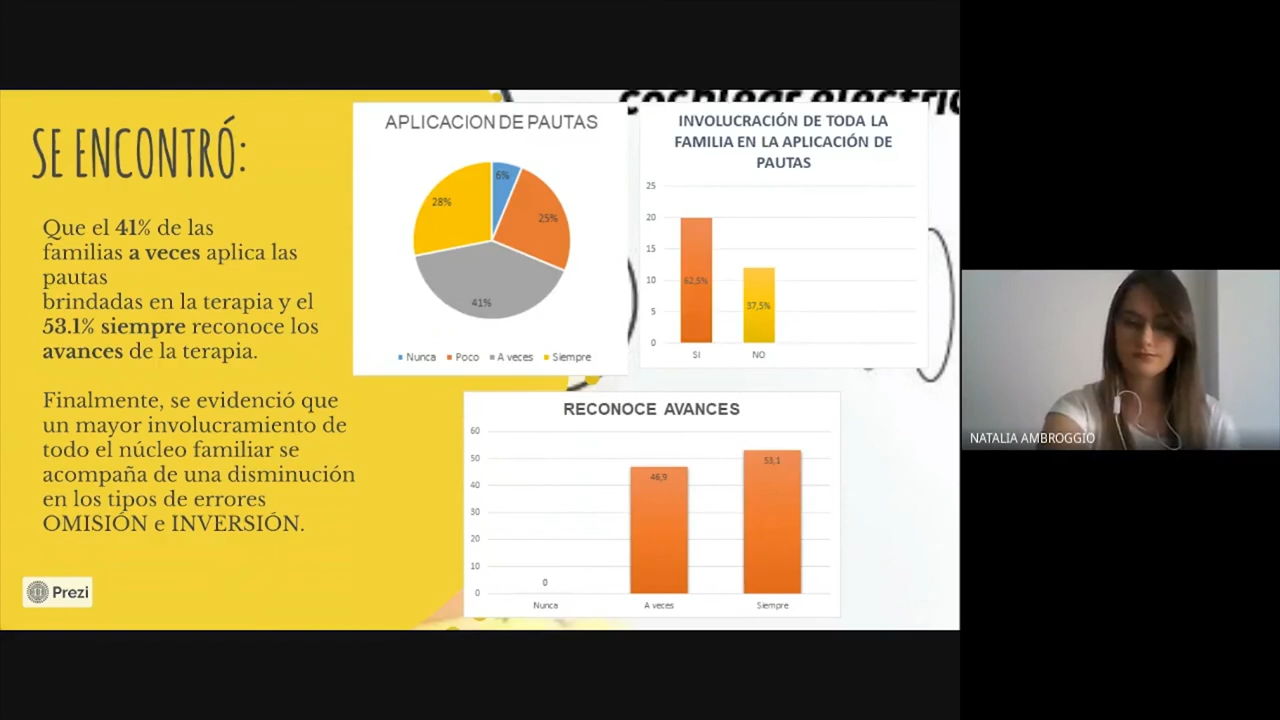 cochlear electric
SE ENCONTRÓ:
Que el 41% de las
familias a veces aplica las
pautas
brindadas en la terapia y el
53.1% siempre reconoce los
avances de la terapia.
Finalmente, se evidenció que
un mayor involucramiento de
todo el núcleo familiar se
acompaña de una disminución
en los tipos de errores
OMISIÓN e INVERSIÓN.
Prezi
APLICACION DE PAUTAS
6%
28%
25%
41%
Nunca Poco A veces Siempre
INVOLUCRACIÓN DE TODA LA
FAMILIA EN LA APLICACIÓN DE
PAUTAS
25
20
15
10
5
0
62,5%
37,5%
SI NO
RECONOCE AVANCES
60
50
40
30
20
10
0
0
46,9
53,1
Nunca A veces Siempre
NATALIA AMBROGGIO